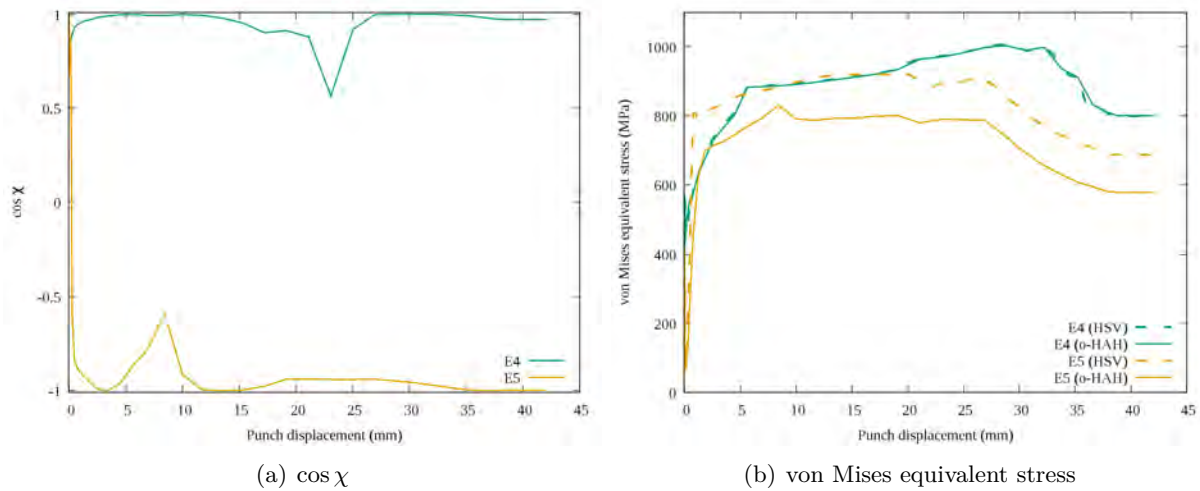 1
0.5
0
-0.5
-1
cos χ
E4
E5
0 5 10 15 20 25 30 35 40 45
Punch displacement (mm)
(a) cos χ
1000
800
600
400
200
0
von Mises equivalent stress (MPa)
E4 (HSV)
E4 (o-HAH)
E5 (HSV)
E5 (o-HAH)
0 5 10 15 20 25 30 35 40 45
Punch displacement (mm)
(b) von Mises equivalent stress